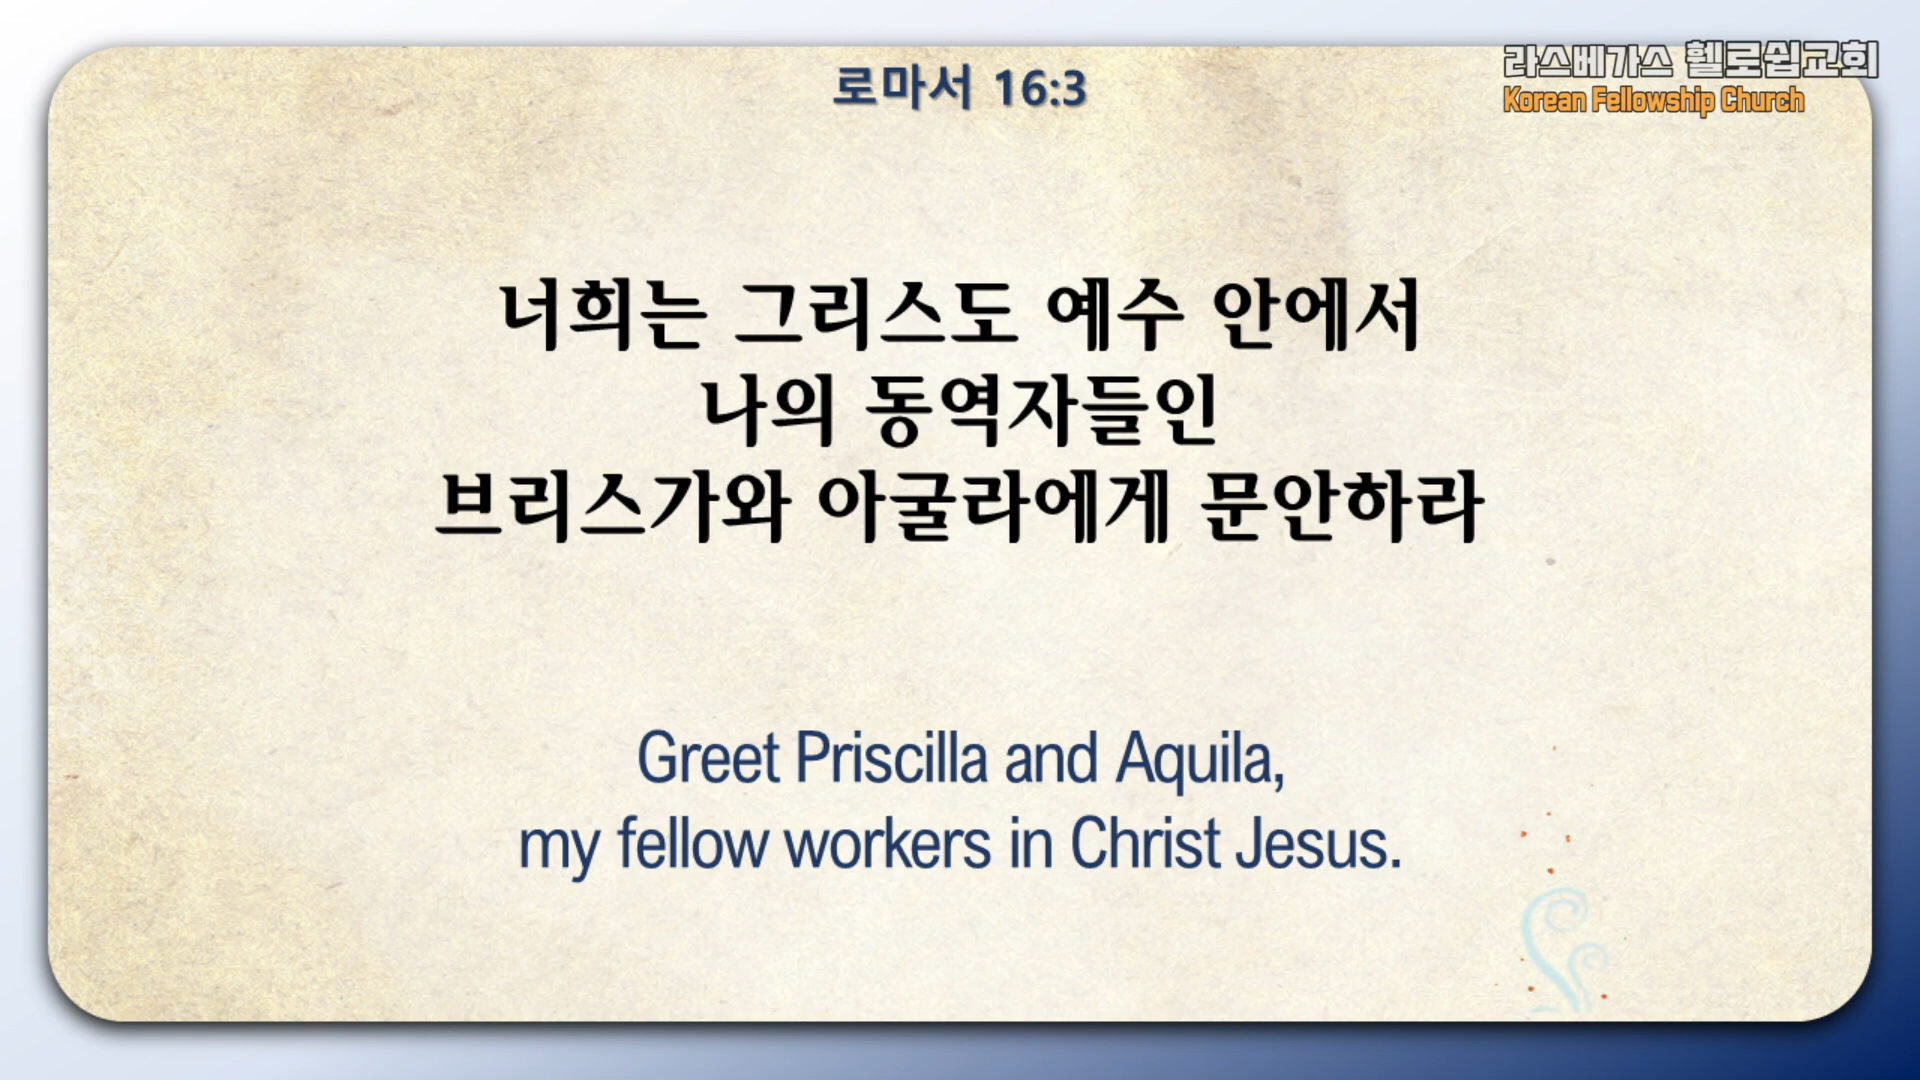 로마서 16:3
라스베가스 휄로쉽교회
Korean Fellowship Church
너희는 그리스도 예수 안에서
나의 동역자들인
브리스가와 아굴라에게 문안하라
Greet Priscilla and Aquila,
my fellow workers in Christ Jesus.